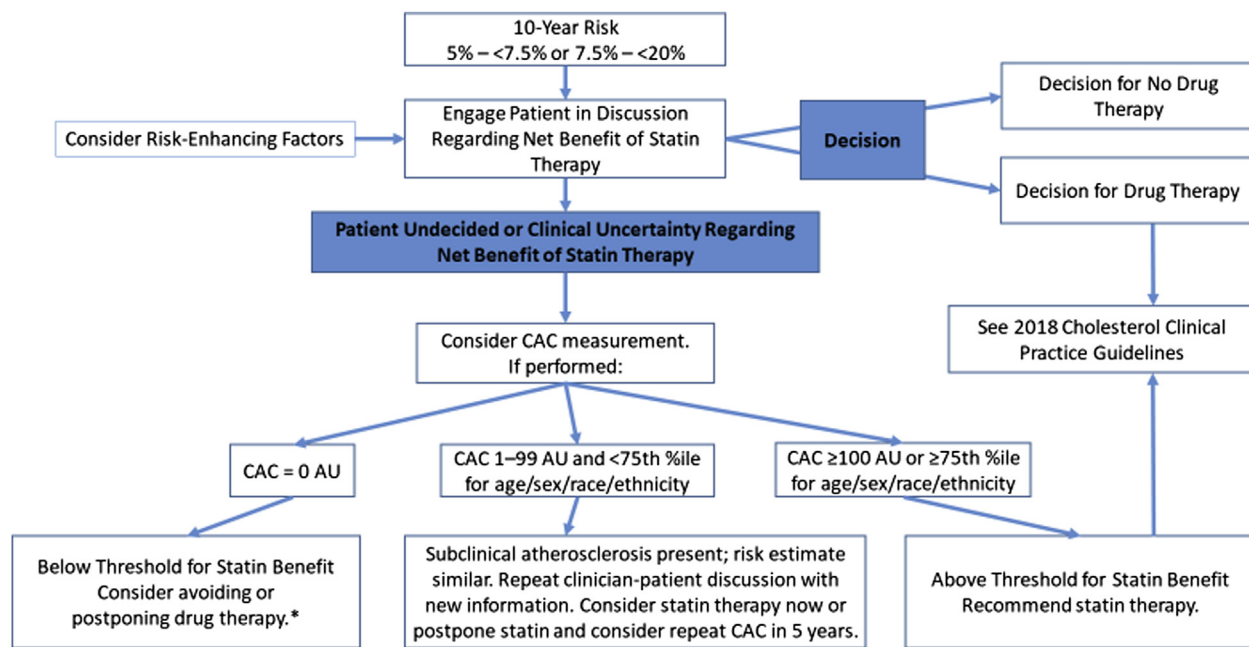 10-Year Risk
5% – <7.5% or 7.5% – <20%
Consider Risk-Enhancing Factors
Engage Patient in Discussion
Regarding Net Benefit of Statin
Therapy
Decision
Decision for No Drug
Therapy
Decision for Drug Therapy
Patient Undecided or Clinical Uncertainty Regarding
Net Benefit of Statin Therapy
See 2018 Cholesterol Clinical
Practice Guidelines
Consider CAC measurement.
If performed:
CAC = 0 AU
CAC 1–99 AU and <75th %ile
for age/sex/race/ethnicity
CAC ≥100 AU or ≥75th %ile
for age/sex/race/ethnicity
Below Threshold for Statin Benefit
Consider avoiding or
postponing drug therapy.*
Subclinical atherosclerosis present; risk estimate
similar. Repeat clinician-patient discussion with
new information. Consider statin therapy now or
postpone statin and consider repeat CAC in 5 years.
Above Threshold for Statin Benefit
Recommend statin therapy.